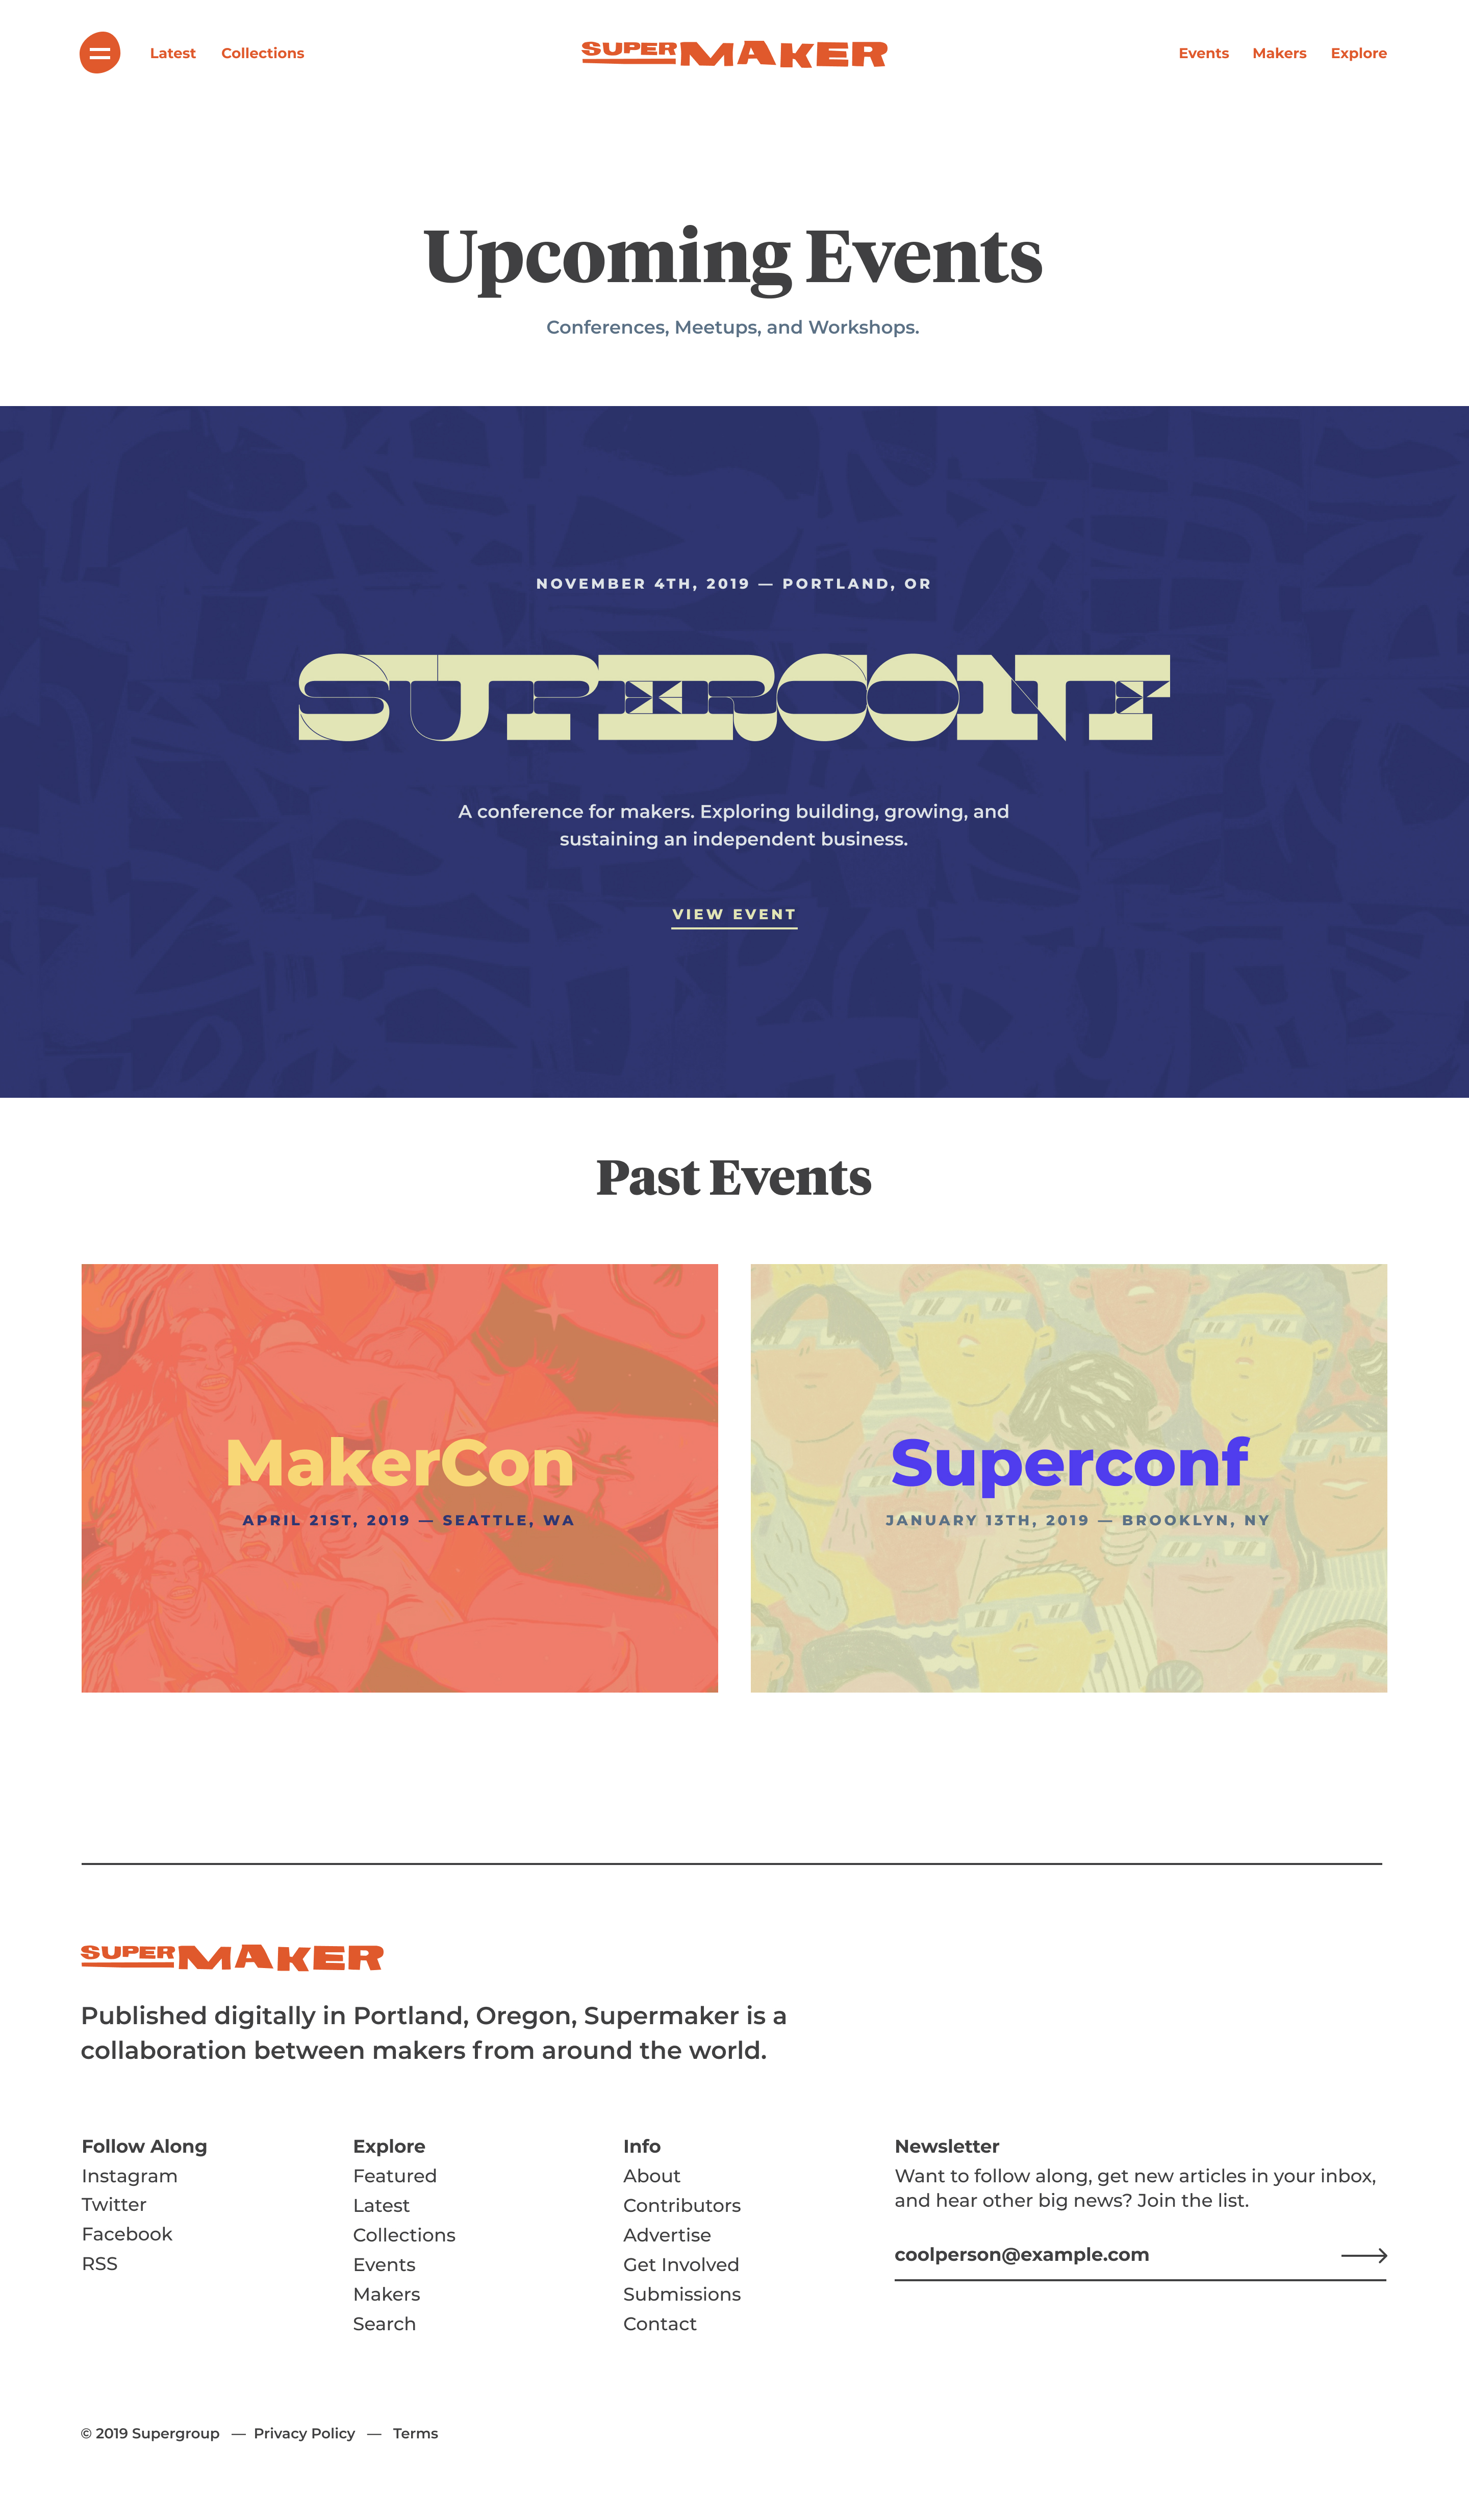 Latest Collections SUPERMAKER Events Makers Explore
Upcoming Events
Conferences, Meetups, and Workshops.
NOVEMBER 4TH, 2019 — PORTLAND, OR
SUPERCONF
A conference for makers. Exploring building, growing, and
sustaining an independent business.
VIEW EVENT
Past Events
MakerCon
APRIL 21ST, 2019 — SEATTLE, WA
Superconf
JANUARY 13TH, 2019 — BROOKLYN, NY
SUPERMAKER
Published digitally in Portland, Oregon, Supermaker is a
collaboration between makers from around the world.
Follow Along
Instagram
Twitter
Facebook
RSS
Explore
Featured
Latest
Collections
Events
Makers
Search
Info
About
Contributors
Advertise
Get Involved
Submissions
Contact
Newsletter
Want to follow along, get new articles in your inbox,
and hear other big news? Join the list.
coolperson@example.com
© 2019 Supergroup — Privacy Policy — Terms